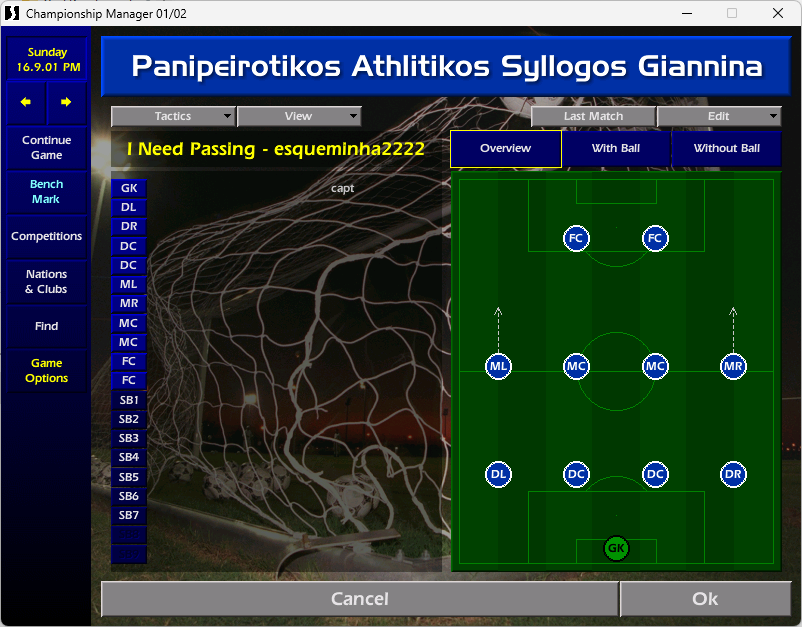 Championship Manager 01/02
Sunday
16.9.01 PM
Panipeirotikos Athlitikos Syllogos Giannina
Tactics
View
Last Match
Edit
Continue
Game
Bench
Mark
Competitions
Nations
& Clubs
Find
Game
Options
I Need Passing - esqueminha2222
Overview
With Ball
Without Ball
GK
capt
DL
DR
DC
DC
ML
MR
MC
MC
FC
FC
SB1
SB2
SB3
SB4
SB5
SB6
SB7
FC
FC
ML
MC
MC
MR
DL
DC
DC
DR
GK
Cancel
Ok